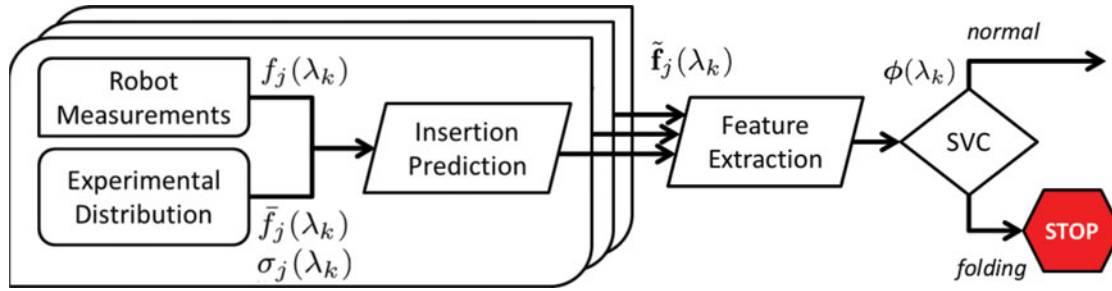 Robot
Measurements
fⱼ(λₖ)
Experimental
Distribution
f̄ⱼ(λₖ)
σⱼ(λₖ)
Insertion
Prediction
f̃ⱼ(λₖ)
Feature
Extraction
ϕ(λₖ)
SVC
normal
folding
STOP